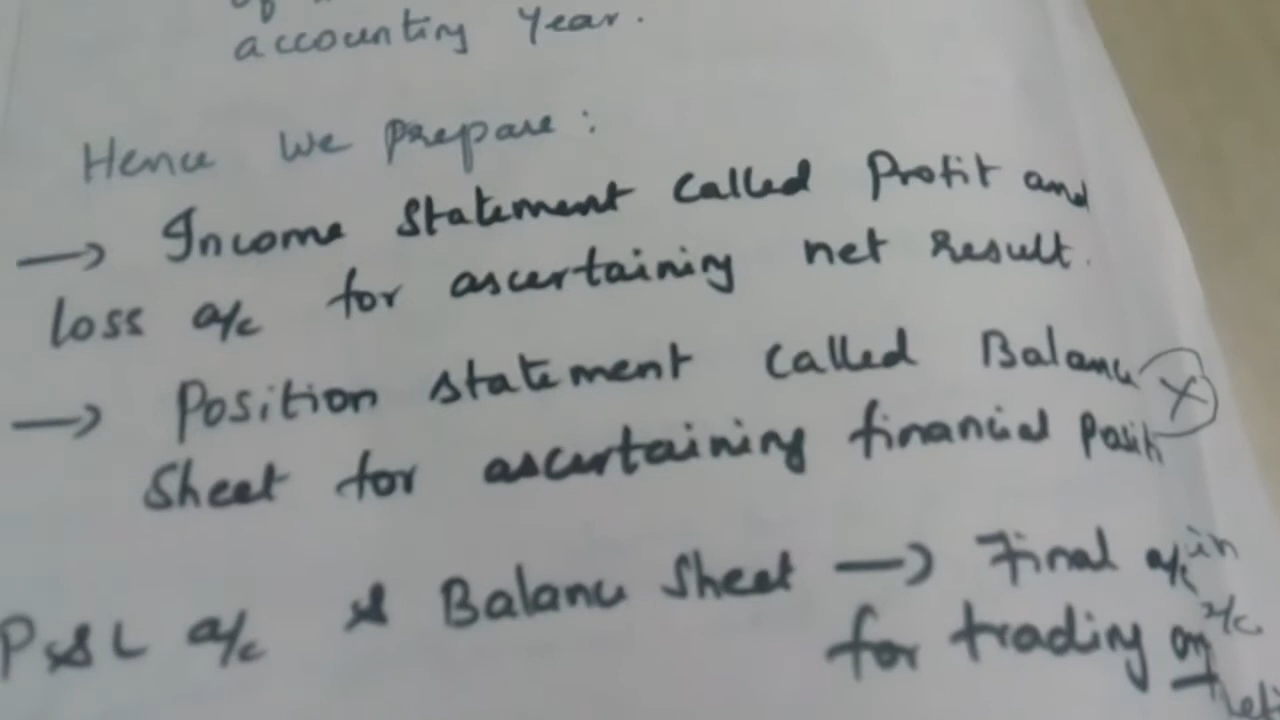 accounting Year.
Hence We Prepare:
→ Income Statement called Profit and
loss a/c for ascertaining net result.
→ Position statement called Balance
Sheet for ascertaining financial
P & L a/c & Balance Sheet → Final a/c in
for trading